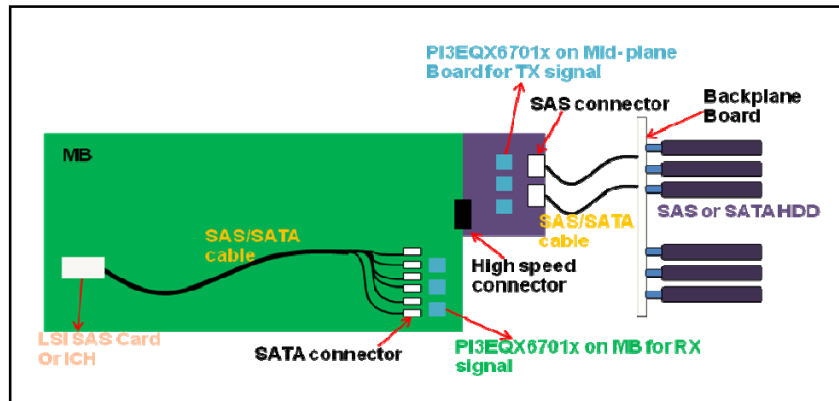 PI3EQX6701x on Mid-plane
Board for TX signal
SAS connector
Backplane
Board
MB
SAS/SATA
cable
SAS/SATA
cable
SAS or SATA HDD
High speed
connector
LSI SAS Card
Or ICH
SATA connector
PI3EQX6701x on MB for RX
signal